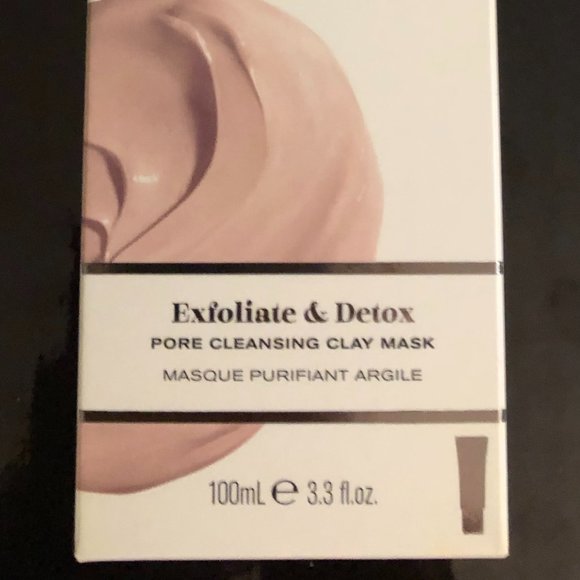 Exfoliate & Detox
PORE CLEANSING CLAY MASK
MASQUE PURIFIANT ARGILE
100mL e 3.3 fl.oz.